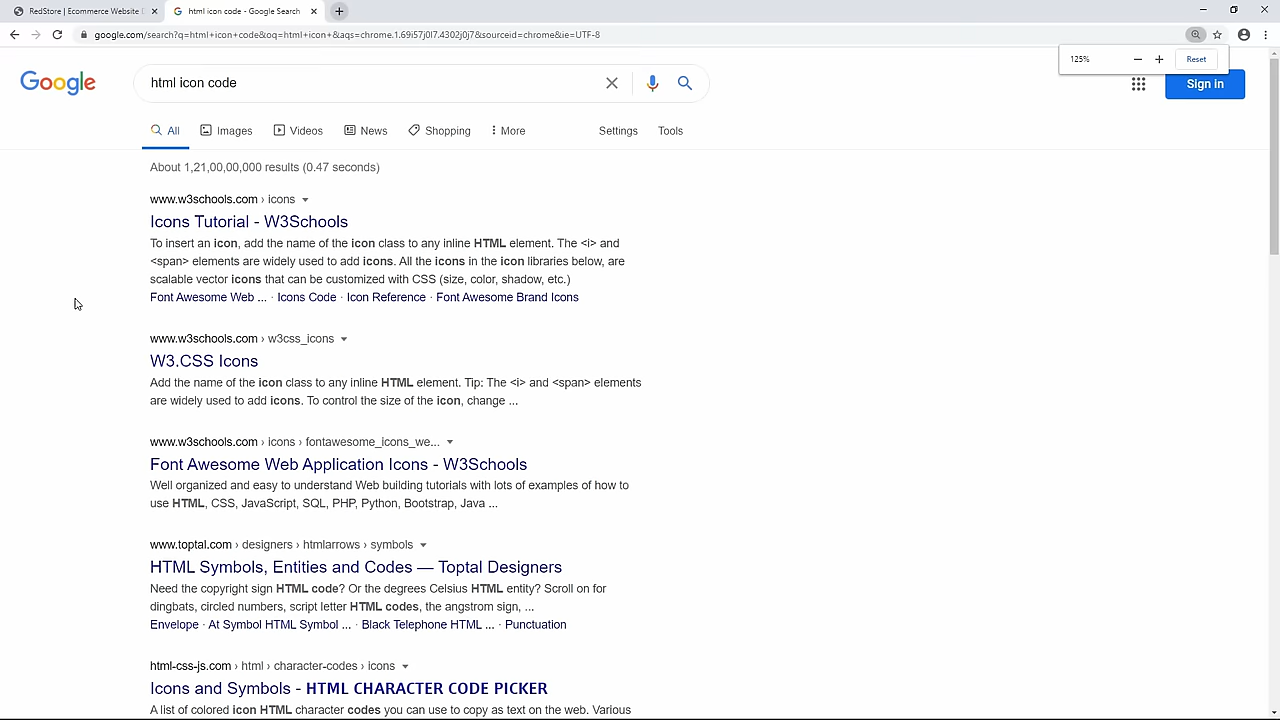 RedStore | Ecommerce Website D
html icon code - Google Search
google.com/search?q=html+icon+code&oq=html+icon+&aqs=chrome.1.69i57j0l7.4302j0j7&sourceid=chrome&ie=UTF-8
125%
Reset
Google
html icon code
Sign in
All
Images
Videos
News
Shopping
More
Settings
Tools
About 1,21,00,00,000 results (0.47 seconds)
www.w3schools.com › icons
Icons Tutorial - W3Schools
To insert an icon, add the name of the icon class to any inline HTML element. The <i> and
<span> elements are widely used to add icons. All the icons in the icon libraries below, are
scalable vector icons that can be customized with CSS (size, color, shadow, etc.)
Font Awesome Web ... · Icons Code · Icon Reference · Font Awesome Brand Icons
www.w3schools.com › w3css_icons
W3.CSS Icons
Add the name of the icon class to any inline HTML element. Tip: The <i> and <span> elements
are widely used to add icons. To control the size of the icon, change ...
www.w3schools.com › icons › fontawesome_icons_we...
Font Awesome Web Application Icons - W3Schools
Well organized and easy to understand Web building tutorials with lots of examples of how to
use HTML, CSS, JavaScript, SQL, PHP, Python, Bootstrap, Java ...
www.toptal.com › designers › htmlarrows › symbols
HTML Symbols, Entities and Codes — Toptal Designers
Need the copyright sign HTML code? Or the degrees Celsius HTML entity? Scroll on for
dingbats, circled numbers, script letter HTML codes, the angstrom sign, ...
Envelope · At Symbol HTML Symbol ... · Black Telephone HTML ... · Punctuation
html-css-js.com › html › character-codes › icons
Icons and Symbols - HTML CHARACTER CODE PICKER
A list of colored icon HTML character codes you can use to copy as text on the web. Various